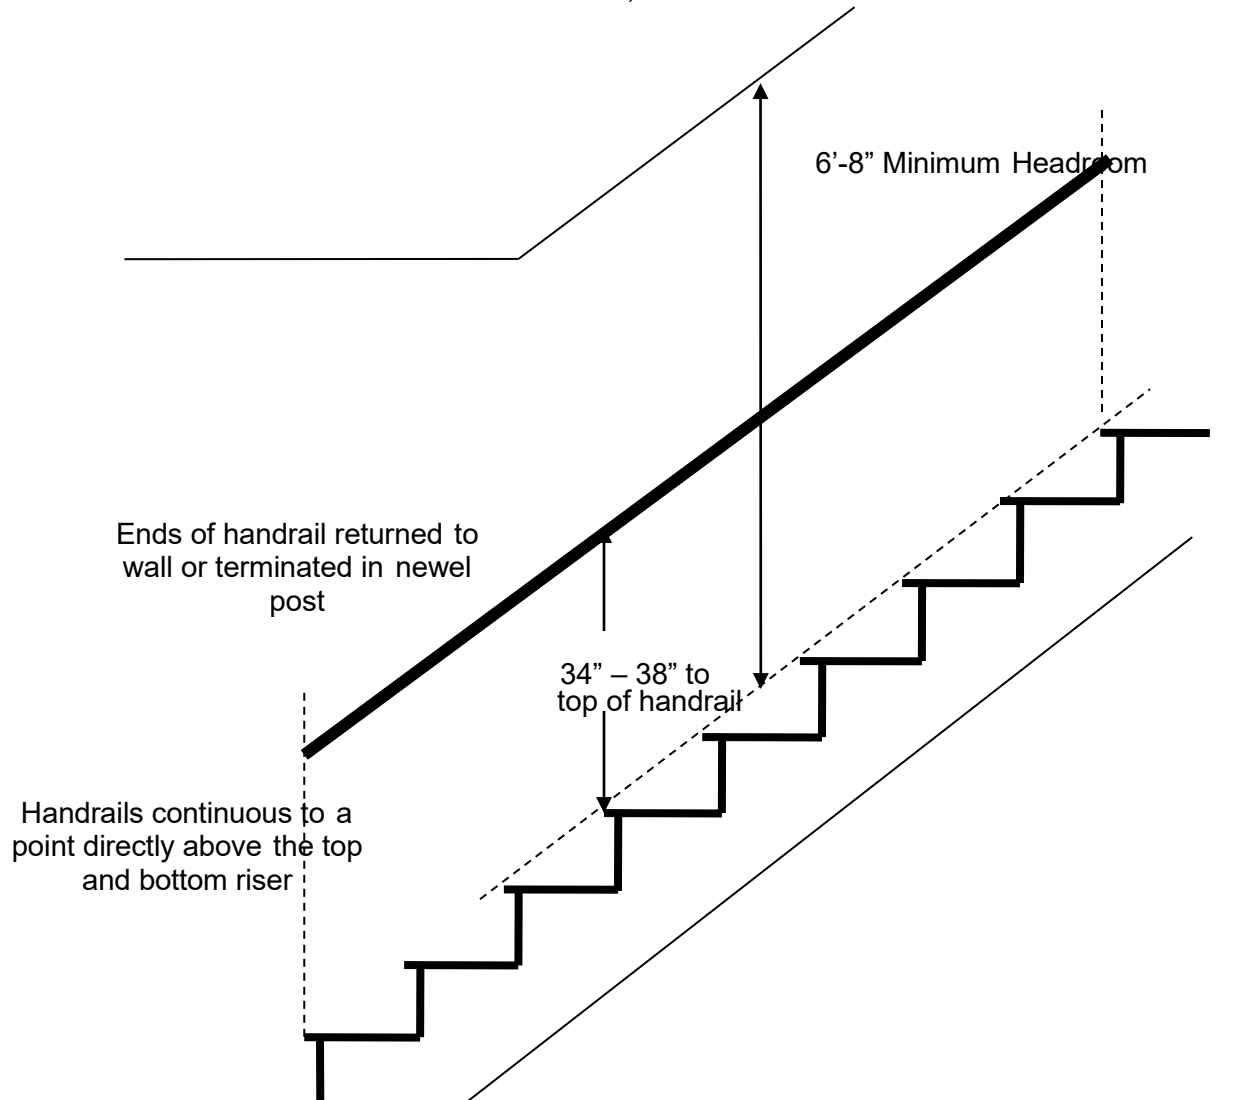 6’-8” Minimum Headroom
Ends of handrail returned to
wall or terminated in newel
post
34” – 38” to
top of handrail
Handrails continuous to a
point directly above the top
and bottom riser